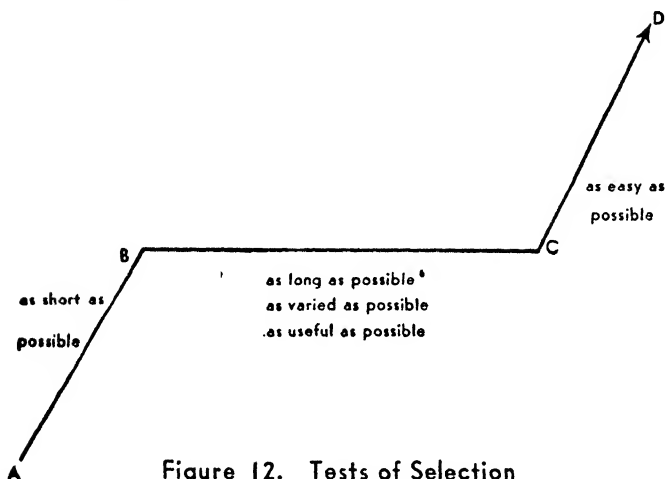 D
as easy as
possible
B
C
as long as possible
as varied as possible
.as useful as possible
as short as
possible
A
Figure 12. Tests of Selection